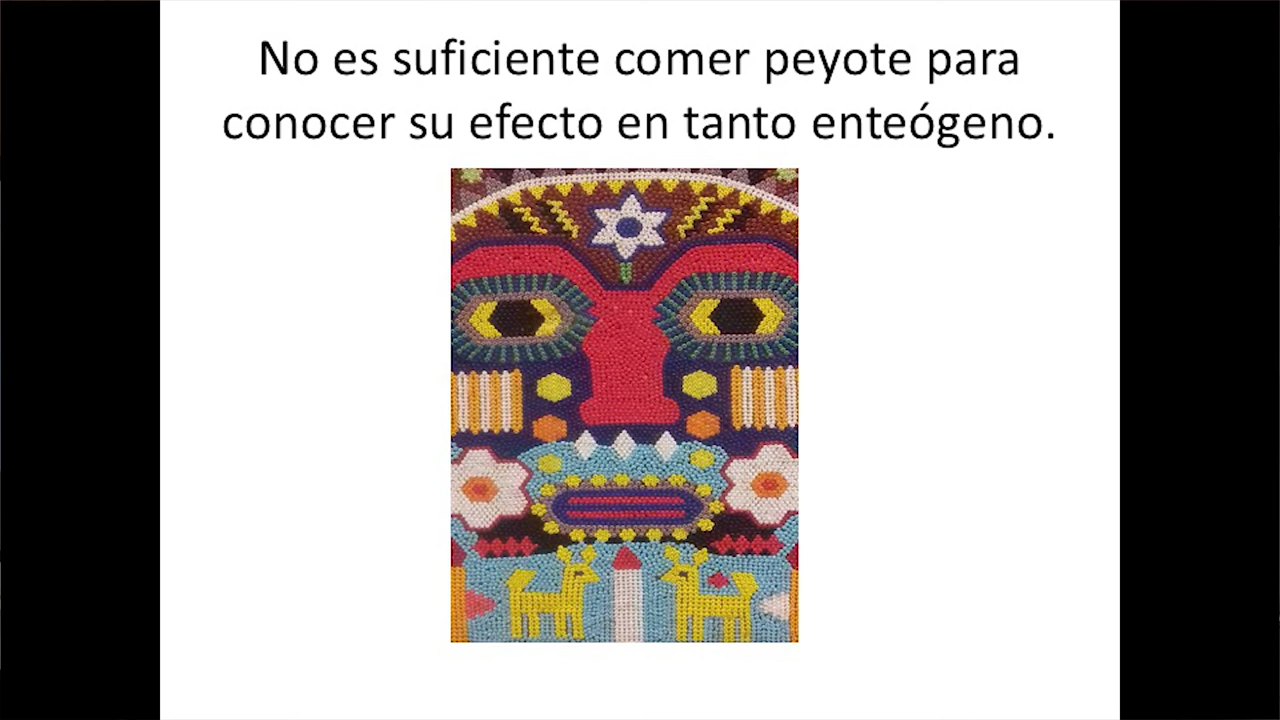 No es suficiente comer peyote para
conocer su efecto en tanto enteógeno.